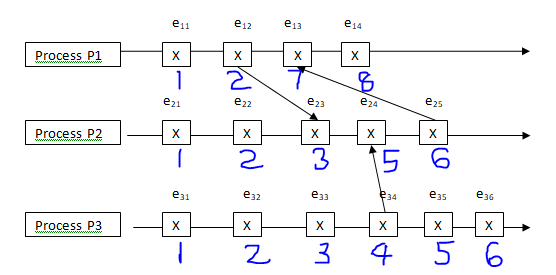 e11 e12 e13 e14
Process P1 X X X X
1 2 7 8
e21 e22 e23 e24 e25
Process P2 X X X X X
1 2 3 5 6
e31 e32 e33 e34 e35 e36
Process P3 X X X X X X
1 2 3 4 5 6